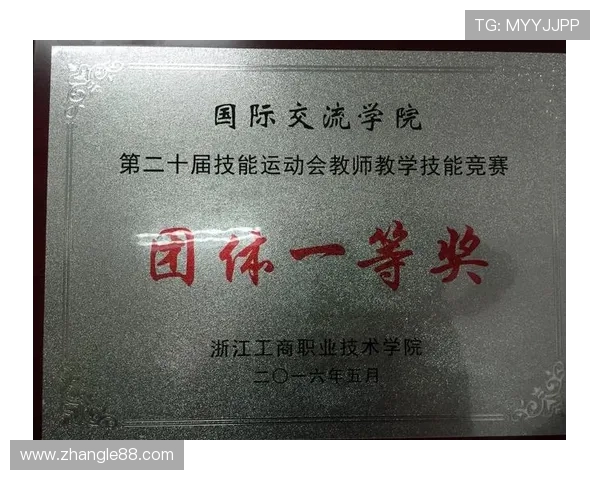 TG: MYYJJPP
国际交流学院
第二十届技能运动会教师教学技能竞赛
团体一等奖
浙江工商职业技术学院
二〇一六年五月
www.zhangle88.com